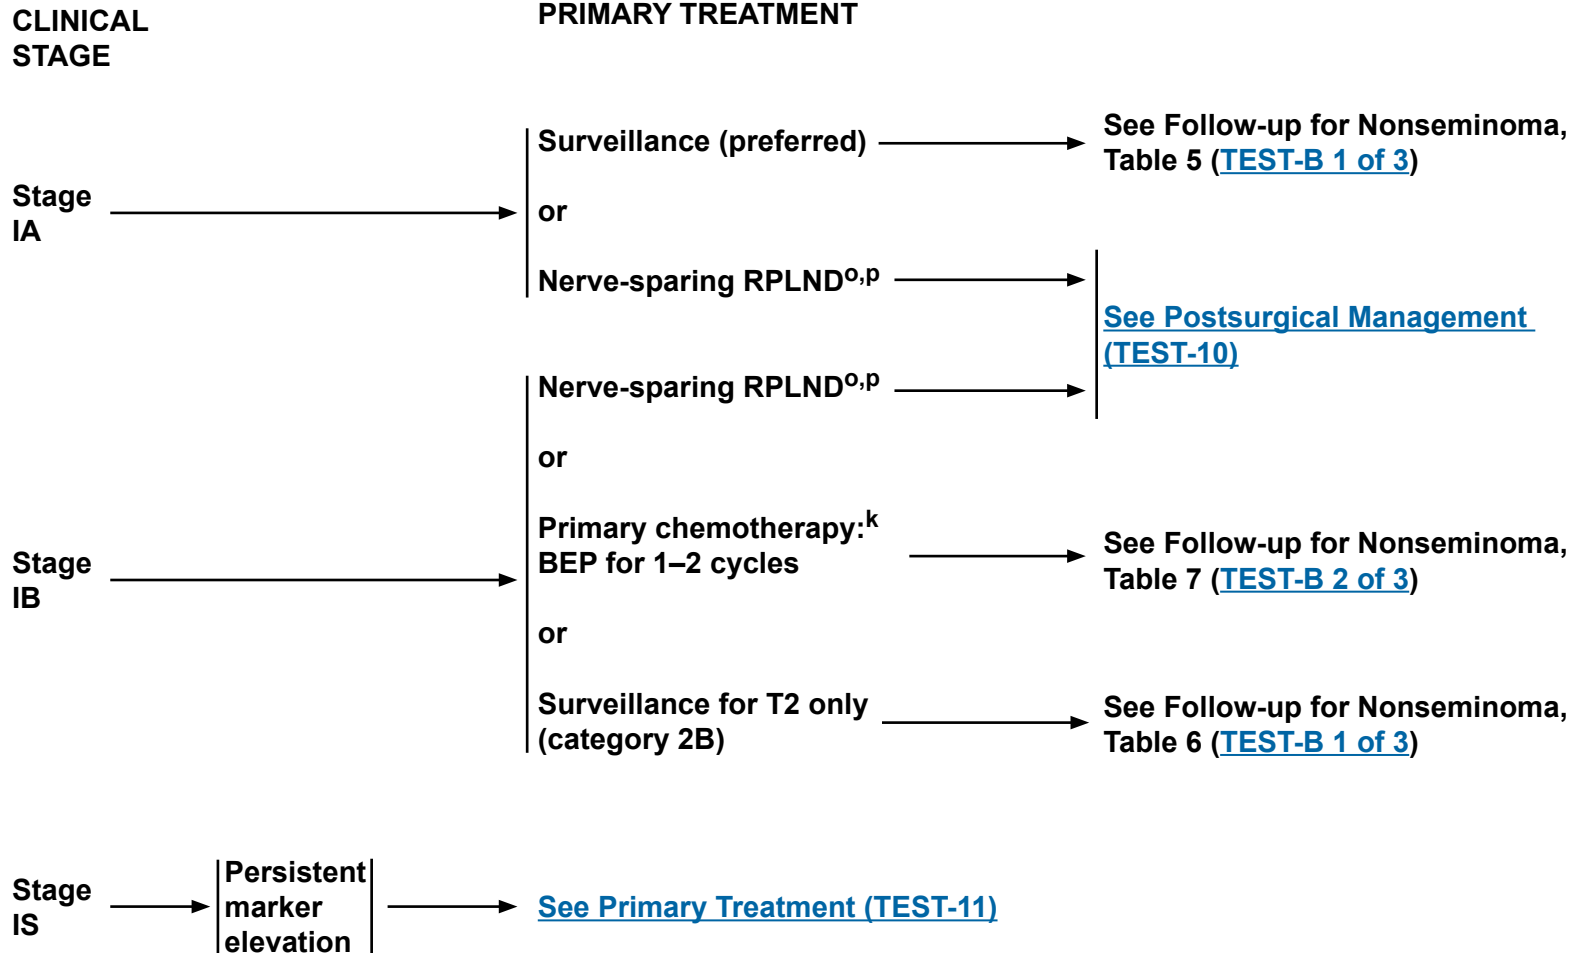 CLINICAL
STAGE
PRIMARY TREATMENT
Stage
IA
Surveillance (preferred)
See Follow-up for Nonseminoma,
Table 5 (TEST-B 1 of 3)
or
Nerve-sparing RPLNDo,p
See Postsurgical Management
(TEST-10)
Stage
IB
Nerve-sparing RPLNDo,p
or
Primary chemotherapy:k
BEP for 1–2 cycles
See Follow-up for Nonseminoma,
Table 7 (TEST-B 2 of 3)
or
Surveillance for T2 only
(category 2B)
See Follow-up for Nonseminoma,
Table 6 (TEST-B 1 of 3)
Stage
IS
Persistent
marker
elevation
See Primary Treatment (TEST-11)